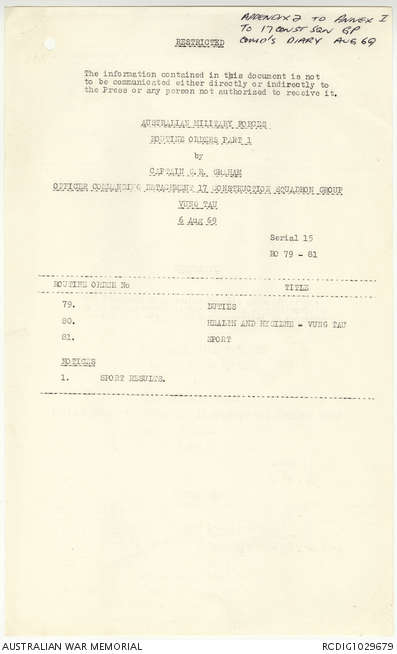 APPENDIX 2 TO ANNEX I
TO 17 CONST SQN GP
COMD'S DIARY AUG 69
RESTRICTED
The information contained in this document is not
to be communicated either directly or indirectly to
the Press or any person not authorized to receive it.
AUSTRALIAN MILITARY FORCES
ROUTINE ORDERS PART 1
by
CAPTAIN G.R. GRAHAM
OFFICER COMMANDING DETACHMENT 17 CONSTRUCTION SQUADRON GROUP
VUNG TAU
6 Aug 69
Serial 15
RO 79 - 81
ROUTINE ORDER No TITLE
79. DUTIES
80. HEALTH AND HYGIENE - VUNG TAU
81. SPORT
NOTICES
1. SPORT RESULTS.
AUSTRALIAN WAR MEMORIAL RCDIG1029679